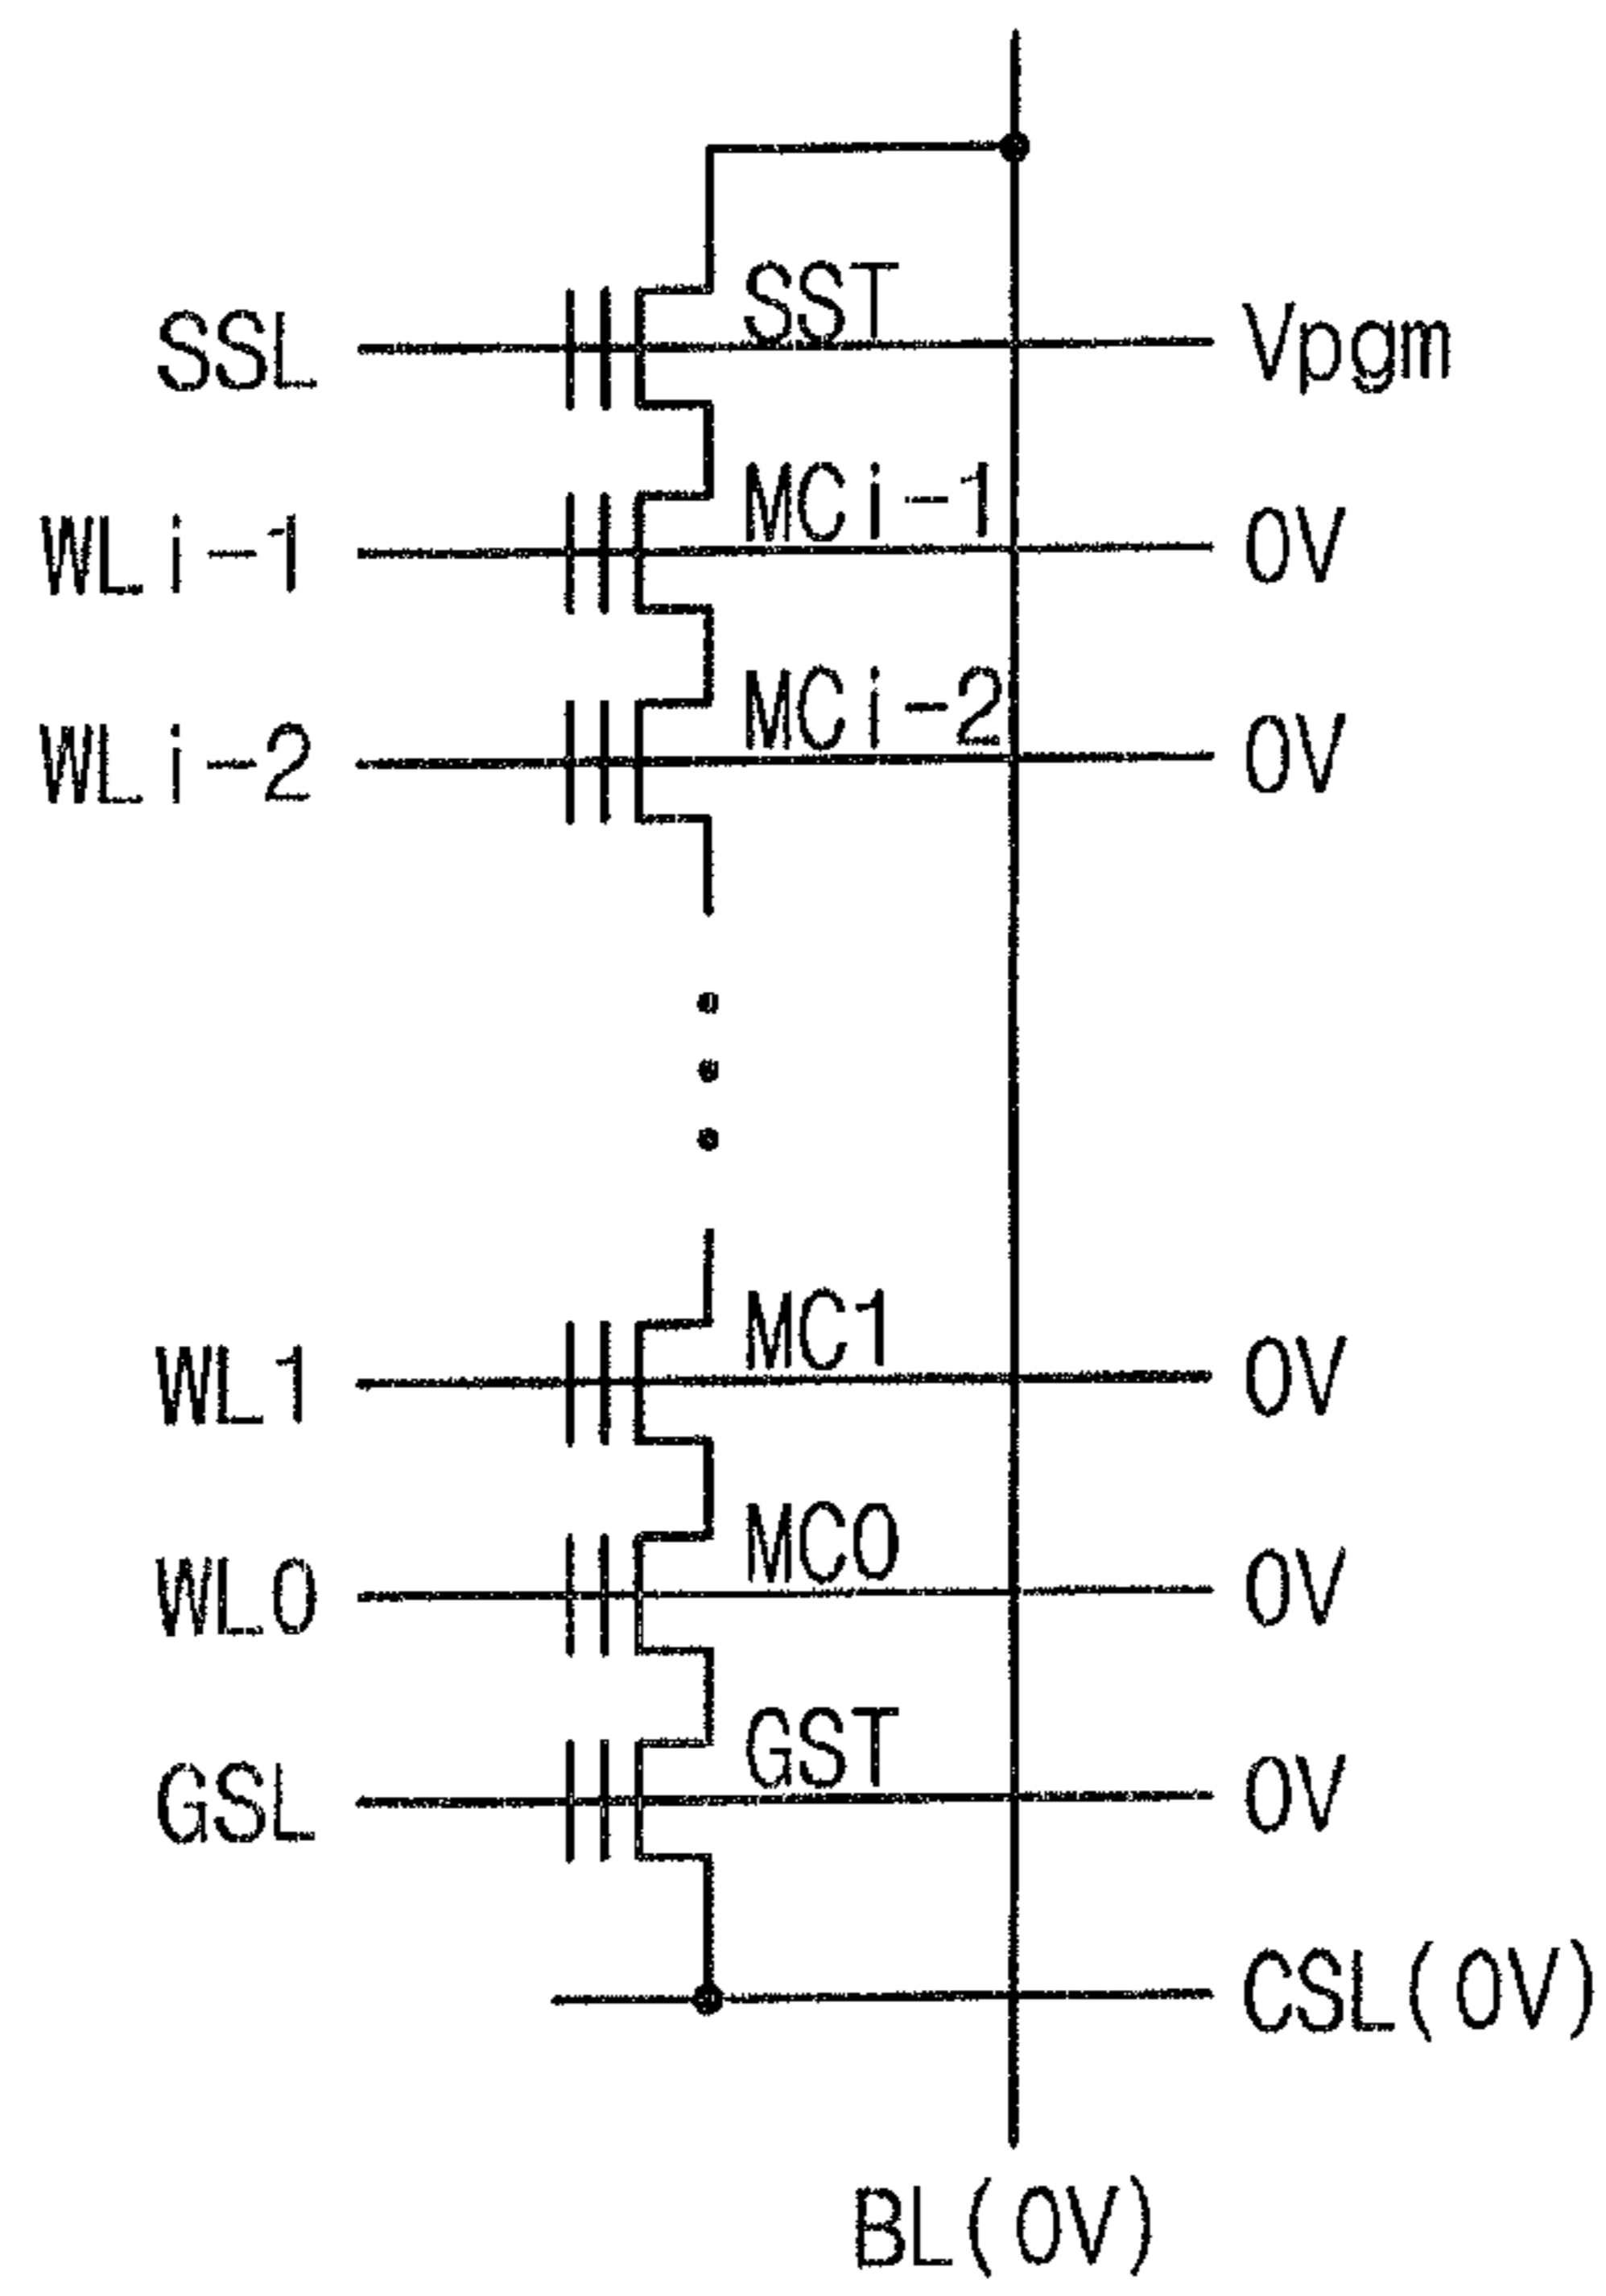 SSL SST Vpgm
WLi-1 MCi-1 0V
WLi-2 MCi-2 0V
WL1 MC1 0V
WL0 MC0 0V
GSL GST 0V
CSL(0V)
BL(0V)